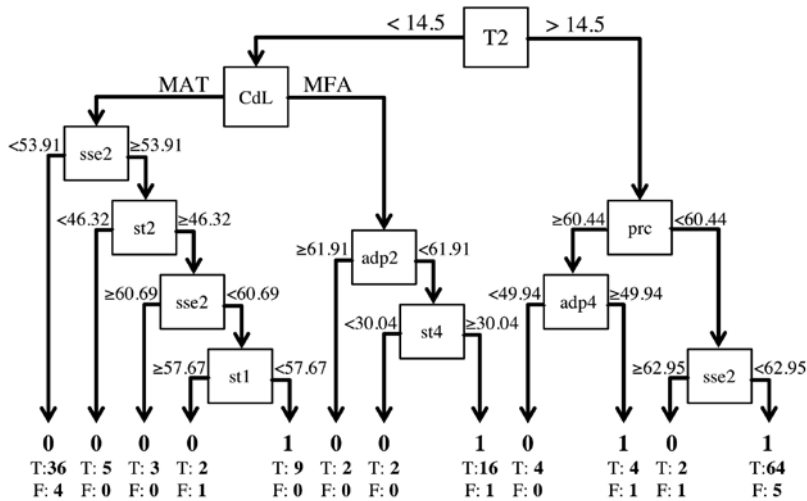 < 14.5 T2 > 14.5
MAT CdL MFA
<53.91 sse2 ≥53.91
<46.32 st2 ≥46.32 ≥60.44 prc <60.44
≥61.91 adp2 <61.91
≥60.69 sse2 <60.69 <49.94 adp4 ≥49.94
<30.04 st4 ≥30.04
≥57.67 st1 <57.67 ≥62.95 sse2 <62.95
0 0 0 0 1 0 0 1 0 1 0 1
T:36 T: 5 T: 3 T: 2 T: 9 T: 2 T: 2 T:16 T: 4 T: 4 T: 2 T:64
F: 4 F: 0 F: 0 F: 1 F: 0 F: 0 F: 0 F: 1 F: 0 F: 1 F: 1 F: 5